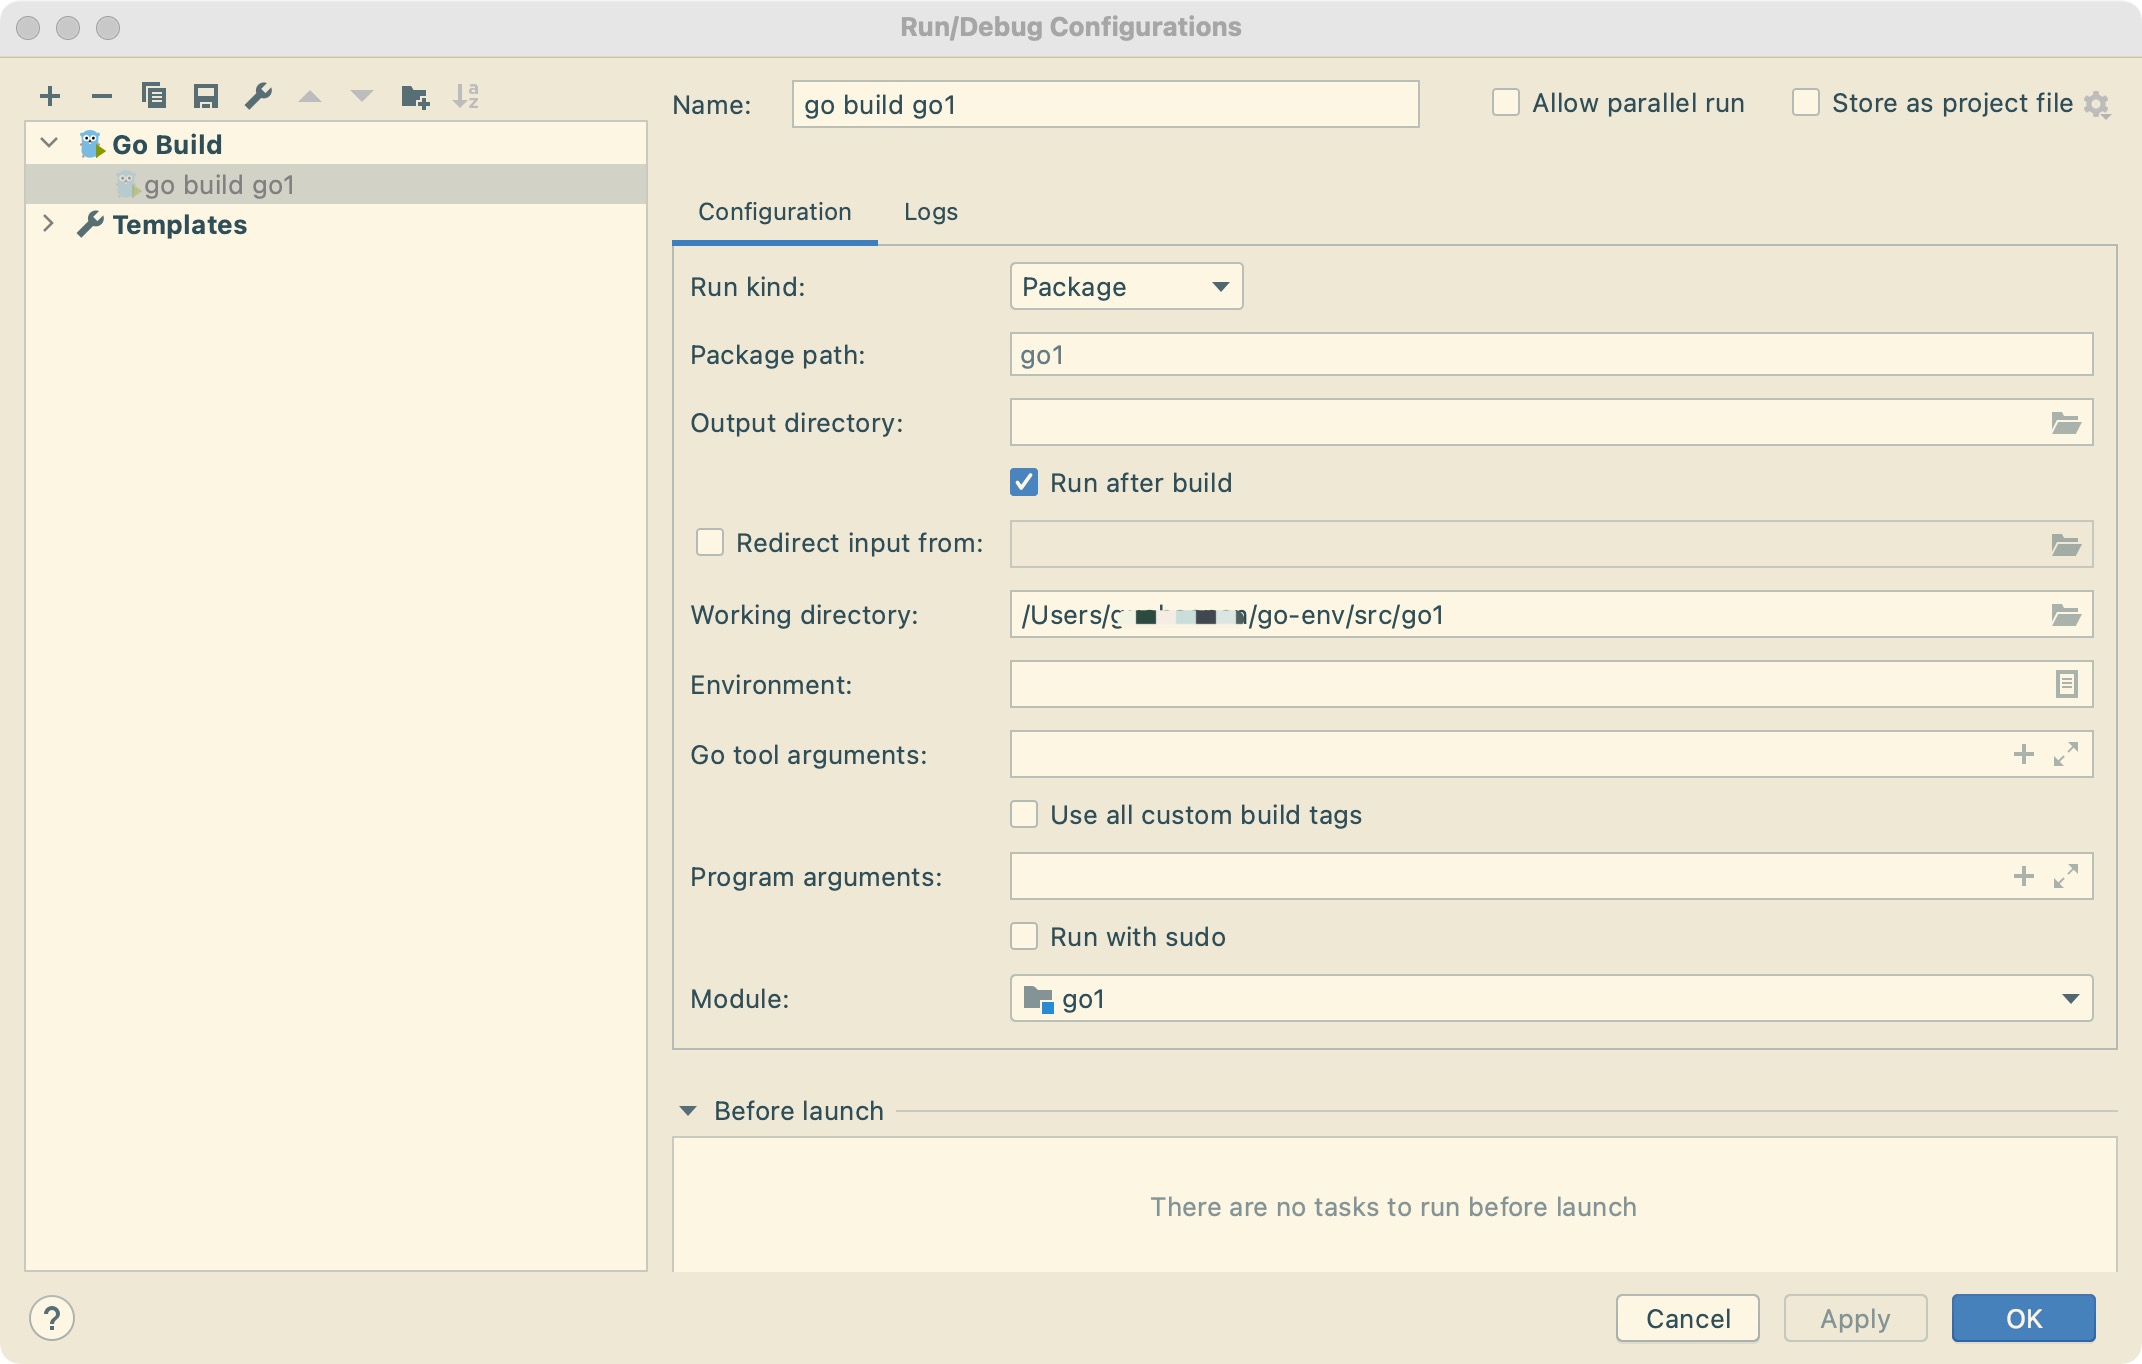 Run/Debug Configurations
Go Build
go build go1
Templates
Name: go build go1
Allow parallel run
Store as project file
Configuration
Logs
Run kind: Package
Package path: go1
Output directory:
Run after build
Redirect input from:
Working directory: /Users/ /go-env/src/go1
Environment:
Go tool arguments:
Use all custom build tags
Program arguments:
Run with sudo
Module: go1
Before launch
There are no tasks to run before launch
?
Cancel
Apply
OK